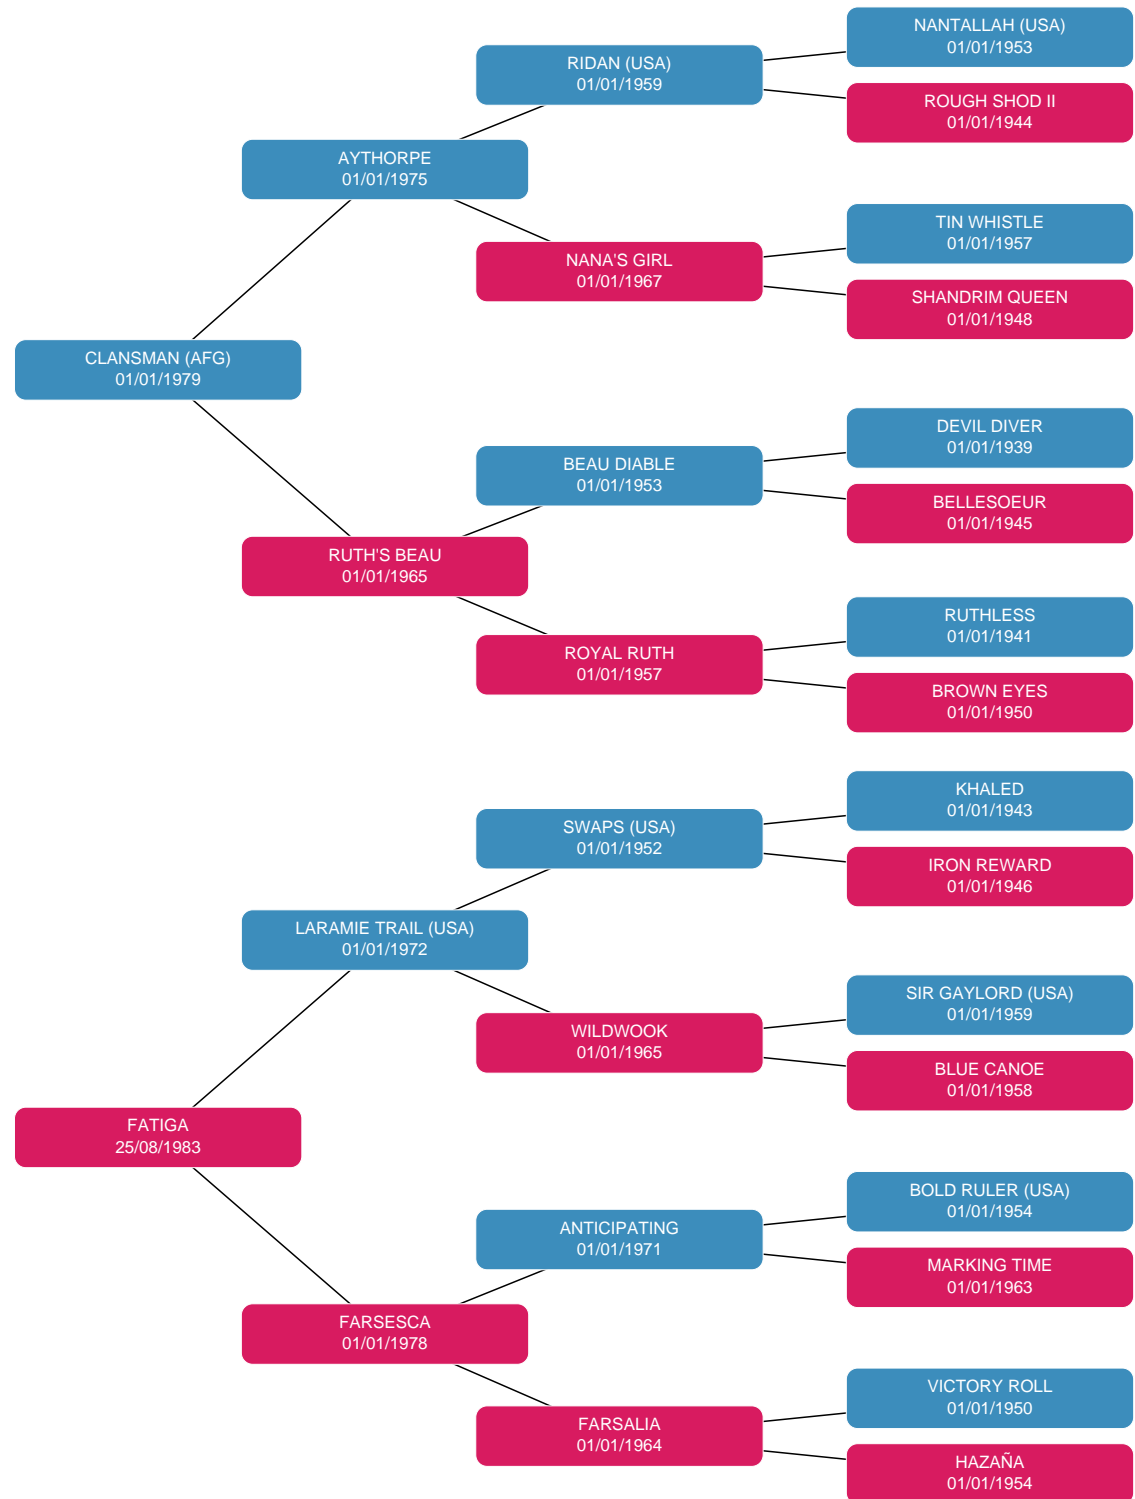 NANTALLAH (USA)
01/01/1953
RIDAN (USA)
01/01/1959
ROUGH SHOD II
01/01/1944
AYTHORPE
01/01/1975
TIN WHISTLE
01/01/1957
NANA'S GIRL
01/01/1967
SHANDRIM QUEEN
01/01/1948
CLANSMAN (AFG)
01/01/1979
DEVIL DIVER
01/01/1939
BEAU DIABLE
01/01/1953
BELLESOEUR
01/01/1945
RUTH'S BEAU
01/01/1965
RUTHLESS
01/01/1941
ROYAL RUTH
01/01/1957
BROWN EYES
01/01/1950
KHALED
01/01/1943
SWAPS (USA)
01/01/1952
IRON REWARD
01/01/1946
LARAMIE TRAIL (USA)
01/01/1972
SIR GAYLORD (USA)
01/01/1959
WILDWOOK
01/01/1965
BLUE CANOE
01/01/1958
FATIGA
25/08/1983
BOLD RULER (USA)
01/01/1954
ANTICIPATING
01/01/1971
MARKING TIME
01/01/1963
FARSESCA
01/01/1978
VICTORY ROLL
01/01/1950
FARSALIA
01/01/1964
HAZAÑA
01/01/1954